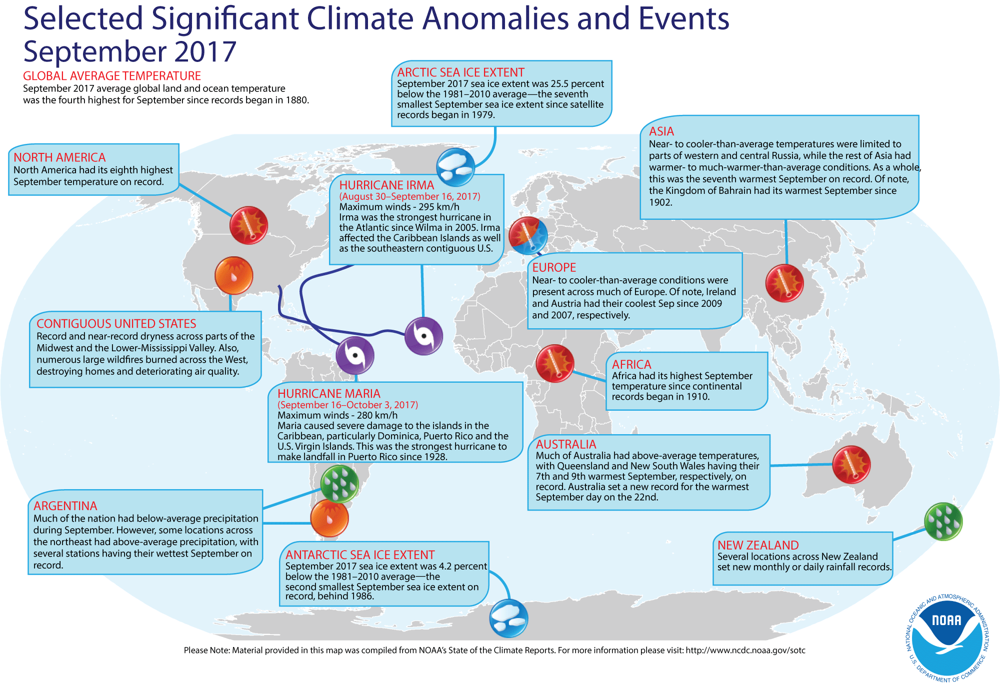 Selected Significant Climate Anomalies and Events
September 2017
GLOBAL AVERAGE TEMPERATURE
September 2017 average global land and ocean temperature
was the fourth highest for September since records began in 1880.
ARCTIC SEA ICE EXTENT
September 2017 sea ice extent was 25.5 percent
below the 1981–2010 average—the seventh
smallest September sea ice extent since satellite
records began in 1979.
ASIA
Near- to cooler-than-average temperatures were limited to
parts of western and central Russia, while the rest of Asia had
warmer- to much-warmer-than-average conditions. As a whole,
this was the seventh warmest September on record. Of note,
the Kingdom of Bahrain had its warmest September since
1902.
NORTH AMERICA
North America had its eighth highest
September temperature on record.
HURRICANE IRMA
(August 30–September 16, 2017)
Maximum winds - 295 km/h
Irma was the strongest hurricane in
the Atlantic since Wilma in 2005. Irma
affected the Caribbean Islands as well
as the southeastern contiguous U.S.
EUROPE
Near- to cooler-than-average conditions were
present across much of Europe. Of note, Ireland
and Austria had their coolest Sep since 2009
and 2007, respectively.
CONTIGUOUS UNITED STATES
Record and near-record dryness across parts of the
Midwest and the Lower-Mississippi Valley. Also,
numerous large wildfires burned across the West,
destroying homes and deteriorating air quality.
AFRICA
Africa had its highest September
temperature since continental
records began in 1910.
HURRICANE MARIA
(September 16–October 3, 2017)
Maximum winds - 280 km/h
Maria caused severe damage to the islands in the
Caribbean, particularly Dominica, Puerto Rico and the
U.S. Virgin Islands. This was the strongest hurricane to
make landfall in Puerto Rico since 1928.
AUSTRALIA
Much of Australia had above-average temperatures,
with Queensland and New South Wales having their
7th and 9th warmest September, respectively, on
record. Australia set a new record for the warmest
September day on the 22nd.
ARGENTINA
Much of the nation had below-average precipitation
during September. However, some locations across
the northeast had above-average precipitation, with
several stations having their wettest September on
record.
ANTARCTIC SEA ICE EXTENT
September 2017 sea ice extent was 4.2 percent
below the 1981–2010 average—the
second smallest September sea ice extent on
record, behind 1986.
NEW ZEALAND
Several locations across New Zealand
set new monthly or daily rainfall records.
NATIONAL OCEANIC AND ATMOSPHERIC ADMINISTRATION
NOAA
U.S. DEPARTMENT OF COMMERCE
Please Note: Material provided in this map was compiled from NOAA's State of the Climate Reports. For more information please visit: http://www.ncdc.noaa.gov/sotc